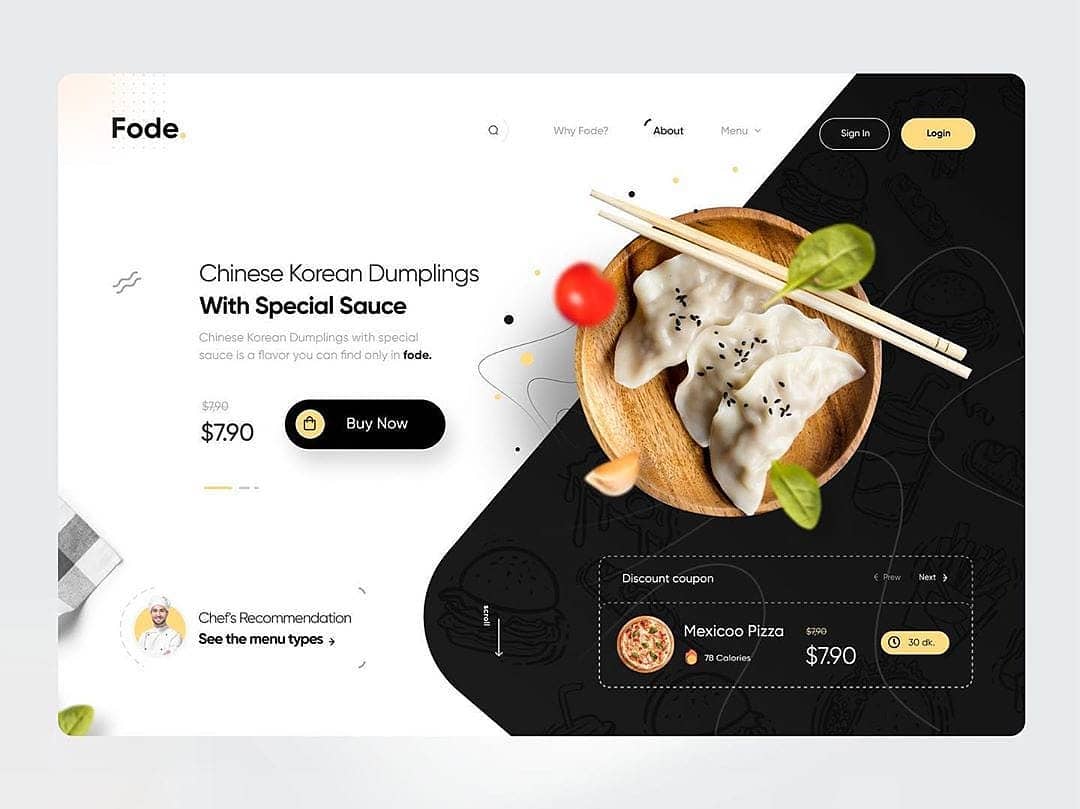 Fode.
Why Fode?
About
Menu
Sign In
Login
Chinese Korean Dumplings
With Special Sauce
Chinese Korean Dumplings with special
sauce is a flavor you can find only in fode.
$7.90
$7.90
Buy Now
Chef's Recommendation
See the menu types
scroll
Discount coupon
Prew
Next
Mexicoo Pizza
78 Calories
$7.90
$7.90
30 dk.